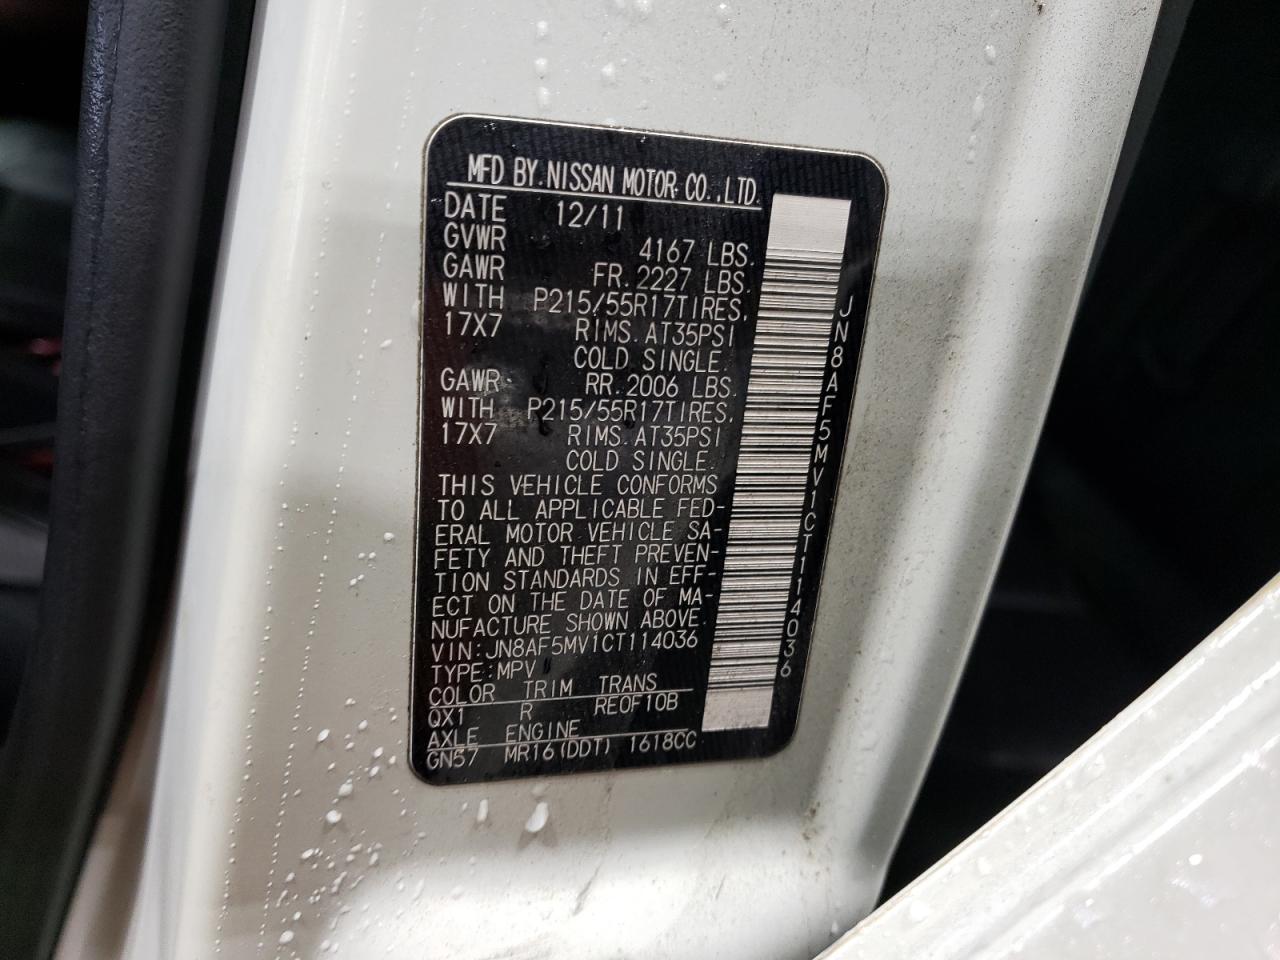 MFD BY. NISSAN MOTOR. CO.,LTD.
DATE 12/11
GVWR 4167 LBS.
GAWR FR. 2227 LBS.
WITH P215/55R17TIRES,
17X7 RIMS. AT35PSI
COLD SINGLE.
GAWR RR. 2006 LBS.
WITH P215/55R17TIRES,
17X7 RIMS. AT35PSI
COLD SINGLE.
THIS VEHICLE CONFORMS
TO ALL APPLICABLE FED-
ERAL MOTOR VEHICLE SA-
FETY AND THEFT PREVEN-
TION STANDARDS IN EFF-
ECT ON THE DATE OF MA-
NUFACTURE SHOWN ABOVE.
VIN:JN8AF5MV1CT114036
TYPE:MPV
COLOR TRIM TRANS
QX1 R RE0F10B
AXLE ENGINE
GN57 MR16(DDT) 1618CC
JN8AF5MV1CT114036